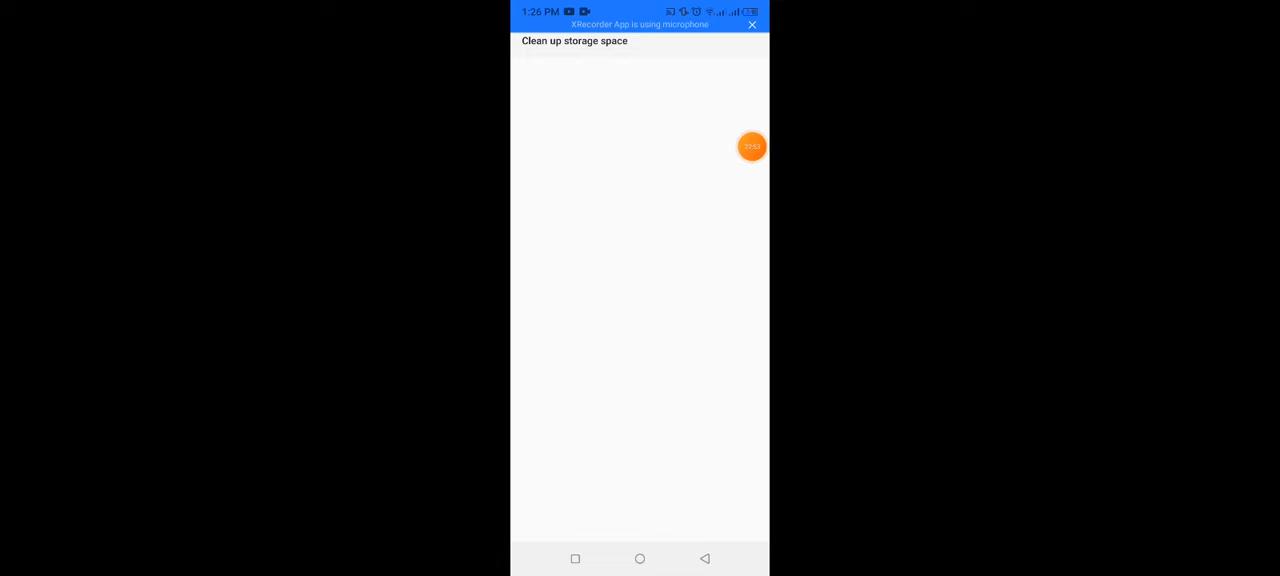 1:26 PM
XRecorder App is using microphone
Clean up storage space